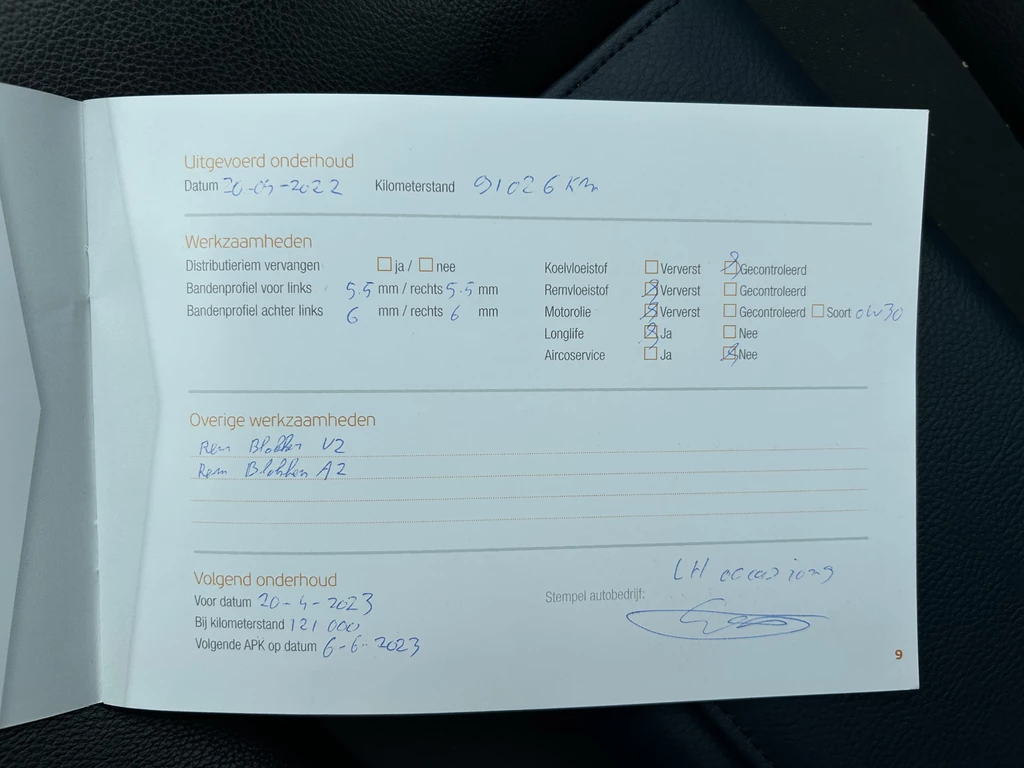 Uitgevoerd onderhoud
Datum 20-04-2022 Kilometerstand 91026 km
Werkzaamheden
Distributieriem vervangen ja / nee
Bandenprofiel voor links 5.5 mm / rechts 5.5 mm
Bandenprofiel achter links 6 mm / rechts 6 mm
Koelvloeistof Ververst Gecontroleerd
Remvloeistof Ververst Gecontroleerd
Motorolie Ververst Gecontroleerd Soort 0W30
Longlife Ja Nee
Aircoservice Ja Nee
Overige werkzaamheden
Rem Blokken VZ
Rem Blokken AZ
Volgend onderhoud
Voor datum 20-4-2023
Bij kilometerstand 121 000
Volgende APK op datum 6-6-2023
LH occasions
Stempel autobedrijf:
9